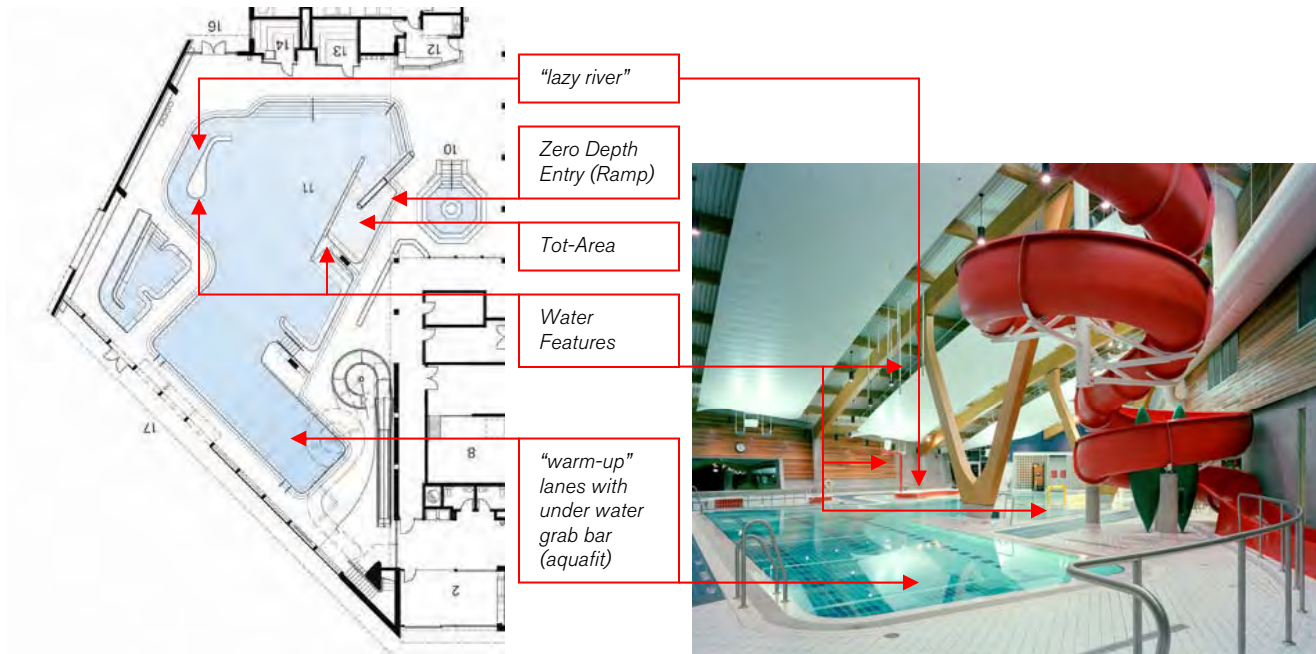 16
14
13
12
10
11
17
8
2
“lazy river”
Zero Depth
Entry (Ramp)
Tot-Area
Water
Features
“warm-up”
lanes with
under water
grab bar
(aquafit)